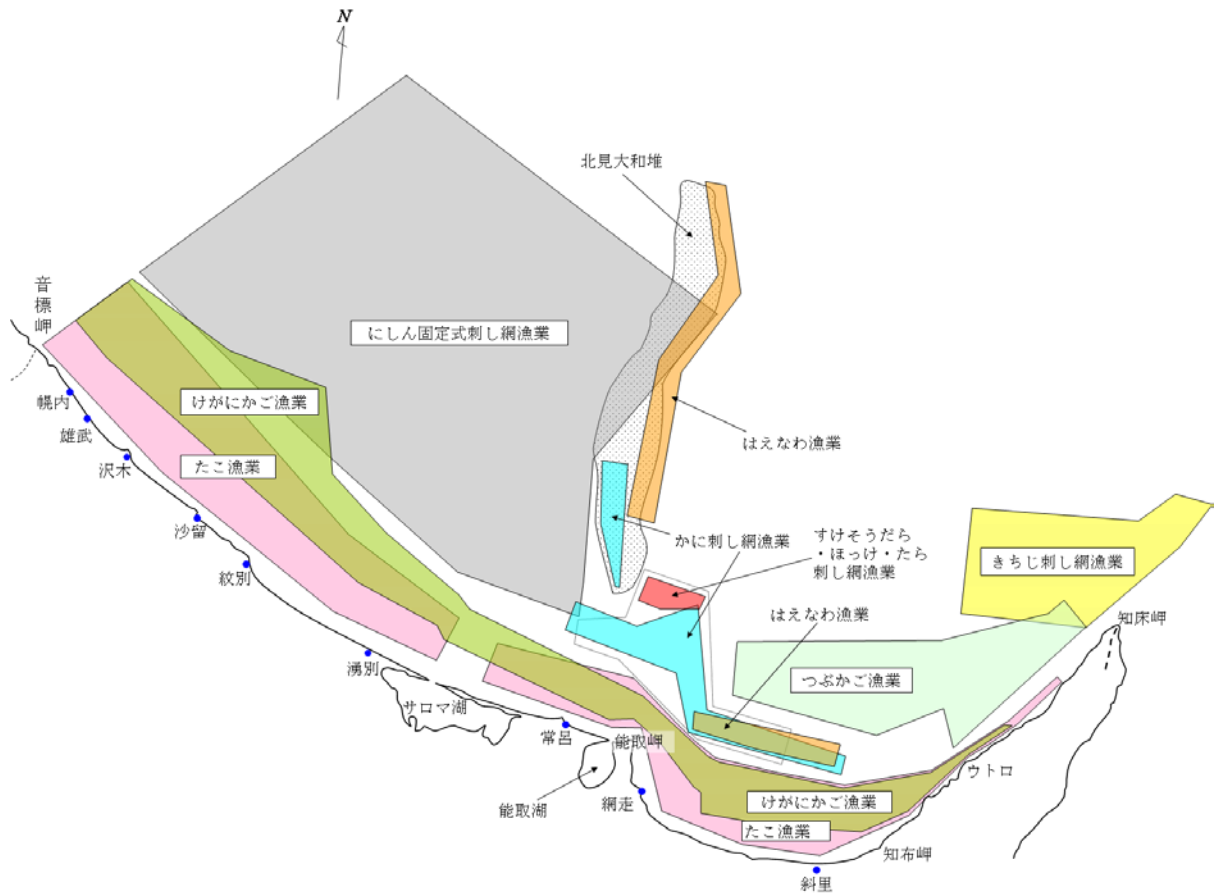 N
北見大和堆
音標岬
にしん固定式刺し網漁業
けがにかご漁業
幌内
はえなわ漁業
雄武
たこ漁業
沢木
沙留
すけそうだら
・ほっけ・たら
刺し網漁業
かに刺し網漁業
きちじ刺し網漁業
紋別
はえなわ漁業
知床岬
湧別
つぶかご漁業
サロマ湖
常呂
能取岬
ウトロ
能取湖
網走
けがにかご漁業
たこ漁業
知布岬
斜里